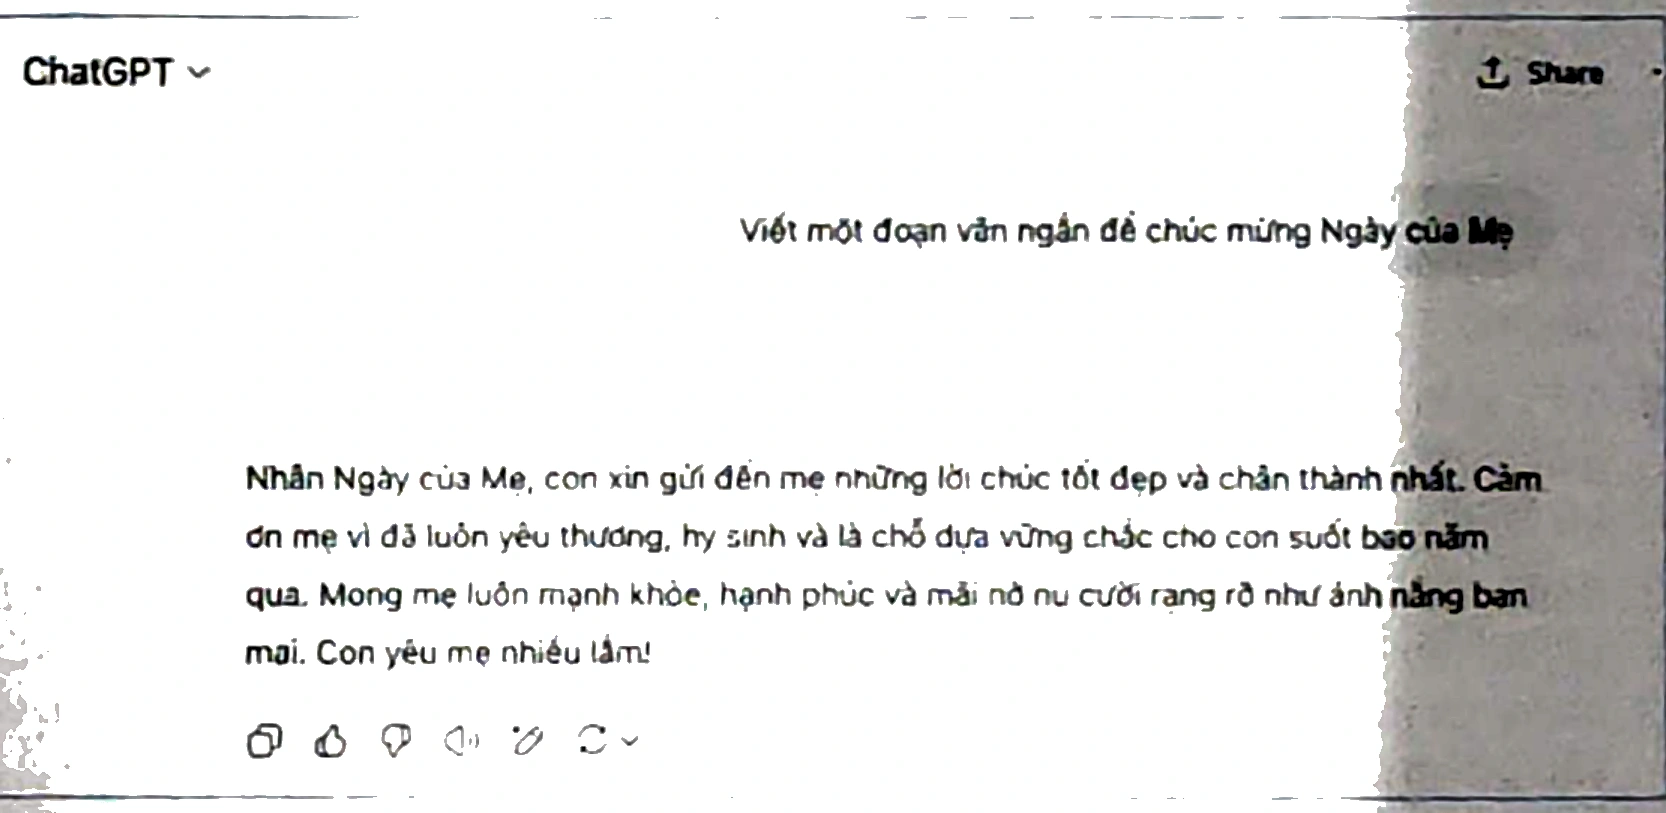 ChatGPT
Share
Viết một đoạn văn ngắn để chúc mừng Ngày của Mẹ
Nhân Ngày của Mẹ, con xin gửi đến mẹ những lời chúc tốt đẹp và chân thành nhất. Cảm
ơn mẹ vì đã luôn yêu thương, hy sinh và là chỗ dựa vững chắc cho con suốt bao năm
qua. Mong mẹ luôn mạnh khỏe, hạnh phúc và mãi nở nụ cười rạng rỡ như ánh nắng ban
mai. Con yêu mẹ nhiều lắm!